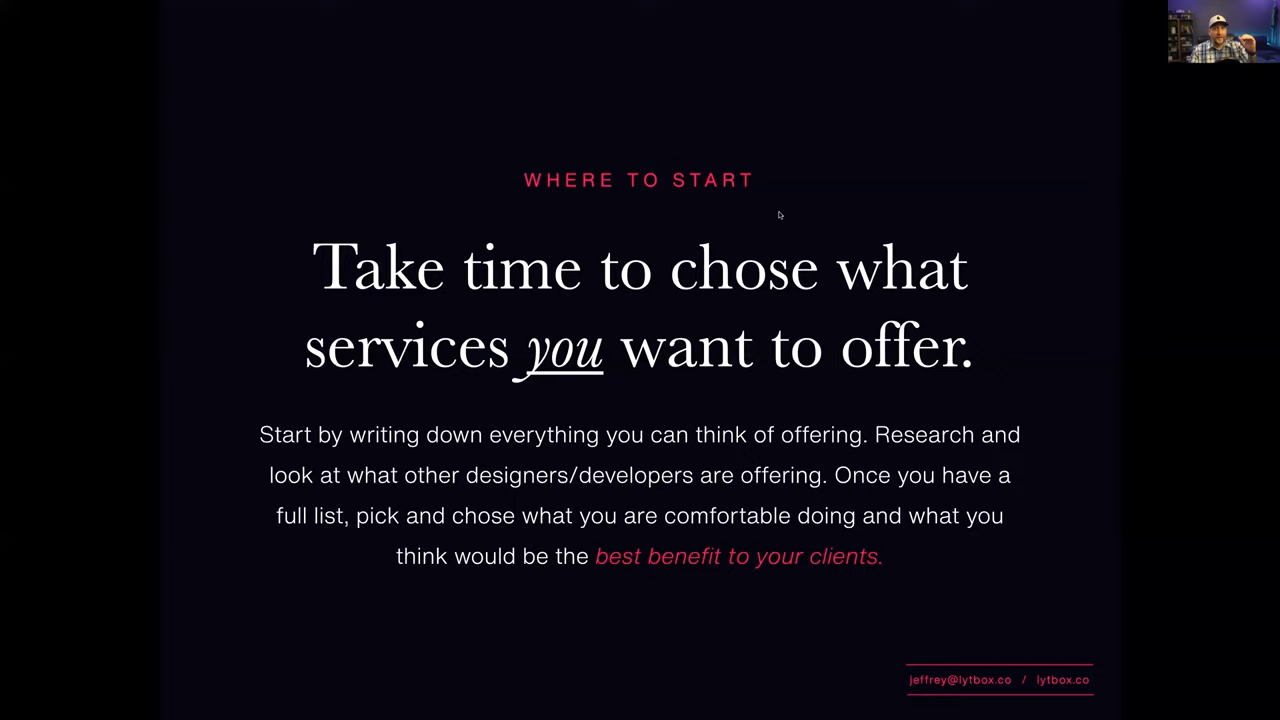 WHERE TO START
Take time to chose what
services you want to offer.
Start by writing down everything you can think of offering. Research and
look at what other designers/developers are offering. Once you have a
full list, pick and chose what you are comfortable doing and what you
think would be the best benefit to your clients.
jeffrey@lytbox.co / lytbox.co